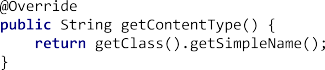 @Override
public String getContentType() {
    return getClass().getSimpleName();
}